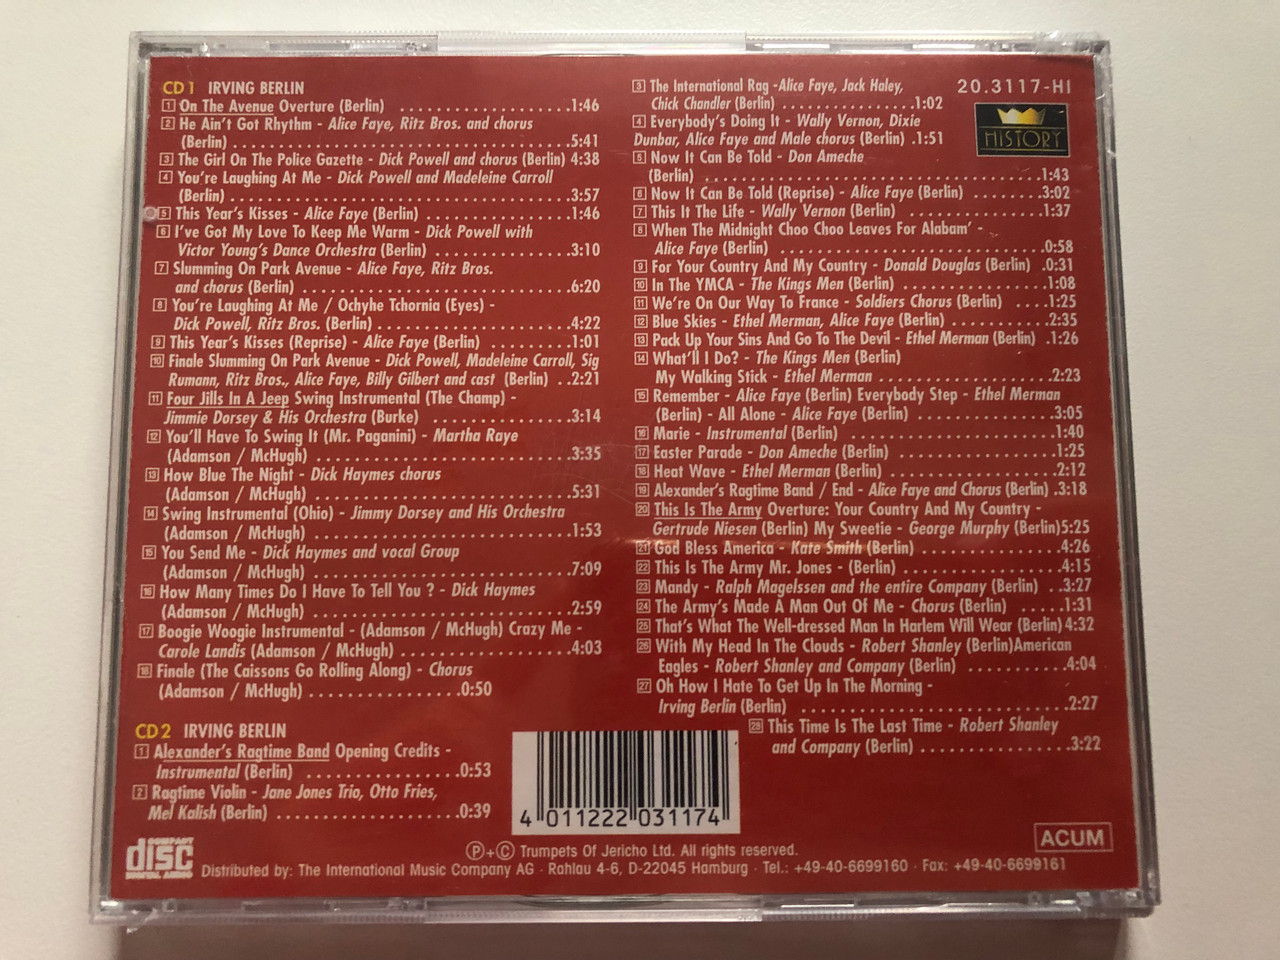 CD 1 IRVING BERLIN
1 On The Avenue Overture (Berlin) ..................1:46
2 He Ain't Got Rhythm - Alice Faye, Ritz Bros. and chorus
(Berlin) ....................................5:41
3 The Girl On The Police Gazette - Dick Powell and chorus (Berlin) 4:38
4 You're Laughing At Me - Dick Powell and Madeleine Carroll
(Berlin) ....................................3:57
5 This Year's Kisses - Alice Faye (Berlin) ................1:46
6 I've Got My Love To Keep Me Warm - Dick Powell with
Victor Young's Dance Orchestra (Berlin) ...............3:10
7 Slumming On Park Avenue - Alice Faye, Ritz Bros.
and chorus (Berlin) .............................6:20
8 You're Laughing At Me / Ochyhe Tchornia (Eyes) -
Dick Powell, Ritz Bros. (Berlin) .....................4:22
9 This Year's Kisses (Reprise) - Alice Faye (Berlin) .........1:01
10 Finale Slumming On Park Avenue - Dick Powell, Madeleine Carroll, Sig
Rumann, Ritz Bros., Alice Faye, Billy Gilbert and cast (Berlin) ..2:21
11 Four Jills In A Jeep Swing Instrumental (The Champ) -
Jimmie Dorsey & His Orchestra (Burke) ...............3:14
12 You'll Have To Swing It (Mr. Paganini) - Martha Raye
(Adamson / McHugh) ...........................3:35
13 How Blue The Night - Dick Haymes chorus
(Adamson / McHugh) ...........................5:31
14 Swing Instrumental (Ohio) - Jimmy Dorsey and His Orchestra
(Adamson / McHugh) ...........................1:53
15 You Send Me - Dick Haymes and vocal Group
(Adamson / McHugh) ...........................7:09
16 How Many Times Do I Have To Tell You ? - Dick Haymes
(Adamson / McHugh) ...........................2:59
17 Boogie Woogie Instrumental - (Adamson / McHugh) Crazy Me -
Carole Landis (Adamson / McHugh) .................4:03
18 Finale (The Caissons Go Rolling Along) - Chorus
(Adamson / McHugh) ................0:50
CD 2 IRVING BERLIN
1 Alexander's Ragtime Band Opening Credits -
Instrumental (Berlin) ................0:53
2 Ragtime Violin - Jane Jones Trio, Otto Fries,
Mel Kalish (Berlin) ....................0:39
3 The International Rag -Alice Faye, Jack Haley,
Chick Chandler (Berlin) ................1:02
4 Everybody's Doing It - Wally Vernon, Dixie
Dunbar, Alice Faye and Male chorus (Berlin) .1:51
5 Now It Can Be Told - Don Ameche
(Berlin) .....................................1:43
6 Now It Can Be Told (Reprise) - Alice Faye (Berlin) ........3:02
7 This It The Life - Wally Vernon (Berlin) ...............1:37
8 When The Midnight Choo Choo Leaves For Alabam' -
Alice Faye (Berlin) .............................0:58
9 For Your Country And My Country - Donald Douglas (Berlin) .0:31
10 In The YMCA - The Kings Men (Berlin) ................1:08
11 We're On Our Way To France - Soldiers Chorus (Berlin) ....1:25
12 Blue Skies - Ethel Merman, Alice Faye (Berlin) ..........2:35
13 Pack Up Your Sins And Go To The Devil - Ethel Merman (Berlin) .1:26
14 What'll I Do? - The Kings Men (Berlin)
My Walking Stick - Ethel Merman ..................2:23
15 Remember - Alice Faye (Berlin) Everybody Step - Ethel Merman
(Berlin) - All Alone - Alice Faye (Berlin) ..............3:05
16 Marie - Instrumental (Berlin) ......................1:40
17 Easter Parade - Don Ameche (Berlin) .................1:25
18 Heat Wave - Ethel Merman (Berlin) ..................2:12
19 Alexander's Ragtime Band / End - Alice Faye and Chorus (Berlin) .3:18
20 This Is The Army Overture: Your Country And My Country -
Gertrude Niesen (Berlin) My Sweetie - George Murphy (Berlin)5:25
21 God Bless America - Kate Smith (Berlin) ..............4:26
22 This Is The Army Mr. Jones - (Berlin) .................4:15
23 Mandy - Ralph Magelssen and the entire Company (Berlin) ..3:27
24 The Army's Made A Man Out Of Me - Chorus (Berlin) .....1:31
25 That's What The Well-dressed Man In Harlem Will Wear (Berlin) 4:32
26 With My Head In The Clouds - Robert Shanley (Berlin)American
Eagles - Robert Shanley and Company (Berlin) ..........4:04
27 Oh How I Hate To Get Up In The Morning -
Irving Berlin (Berlin) ............................2:27
28 This Time Is The Last Time - Robert Shanley
and Company (Berlin) ................3:22
20.3117-HI
HISTORY
4 011222 031174
COMPACT
disc
DIGITAL AUDIO
Ⓟ+Ⓒ Trumpets Of Jericho Ltd. All rights reserved.
Distributed by: The International Music Company AG · Rahlau 4-6, D-22045 Hamburg · Tel.: +49-40-6699160 · Fax: +49-40-6699161
ACUM